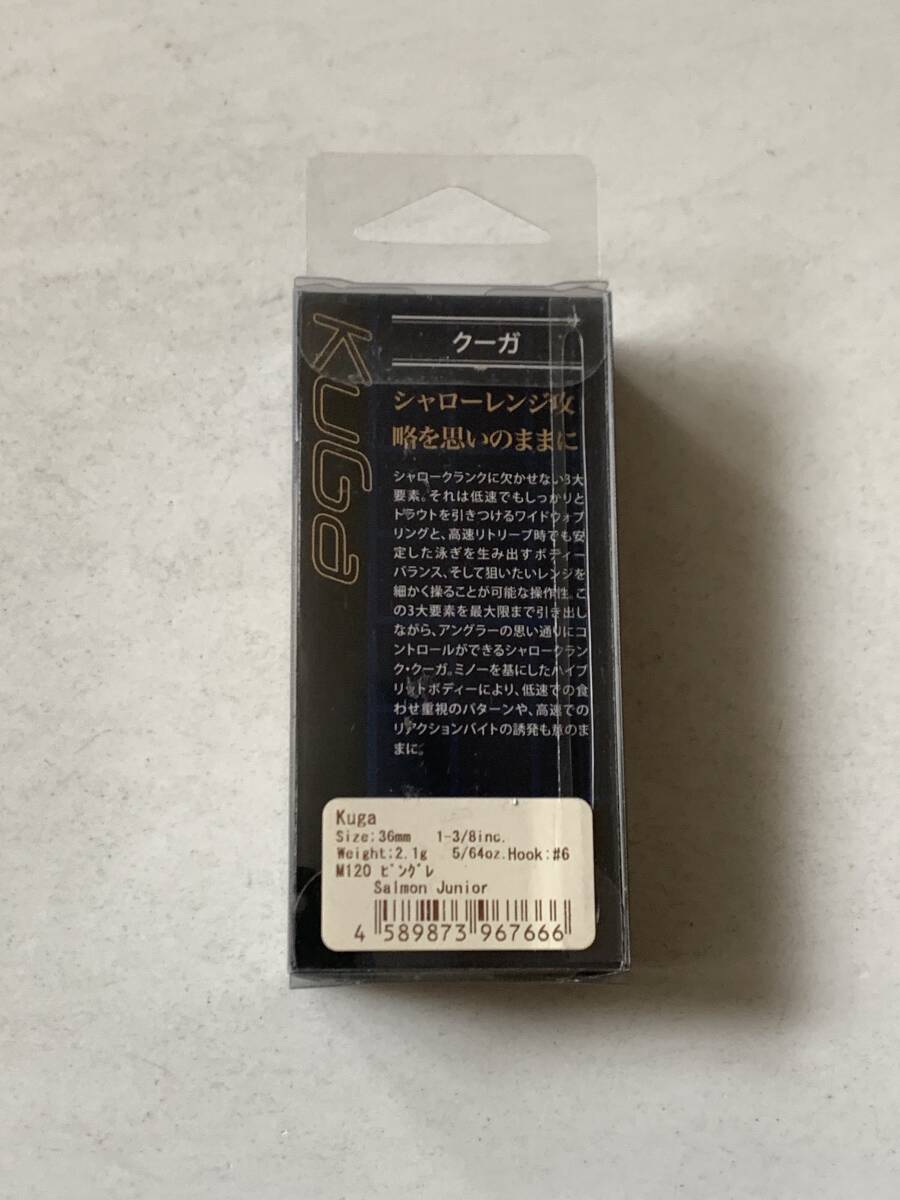 KUGa
クーガ
シャローレンジ攻
略を思いのままに
シャロークランクに欠かせない3大
要素。それは低速でもしっかりと
トラウトを引きつけるワイドウォブ
リングと、高速リトリーブ時でも安
定した泳ぎを生み出すボディー
バランス、そして狙いたいレンジを
細かく操ることが可能な操作性。こ
の3大要素を最大限まで引き出し
ながら、アングラーの思い通りにコ
ントロールができるシャロークラン
ク・クーガ。ミノーを基にしたハイブ
リットボディーにより、低速での食
わせ重視のパターンや、高速での
リアクションバイトの誘発も意のま
まに。
Kuga
Size:36mm 1-3/8inc.
Weight:2.1g 5/64oz.Hook:#6
M120 ピングレ
Salmon Junior
4 589873 967666